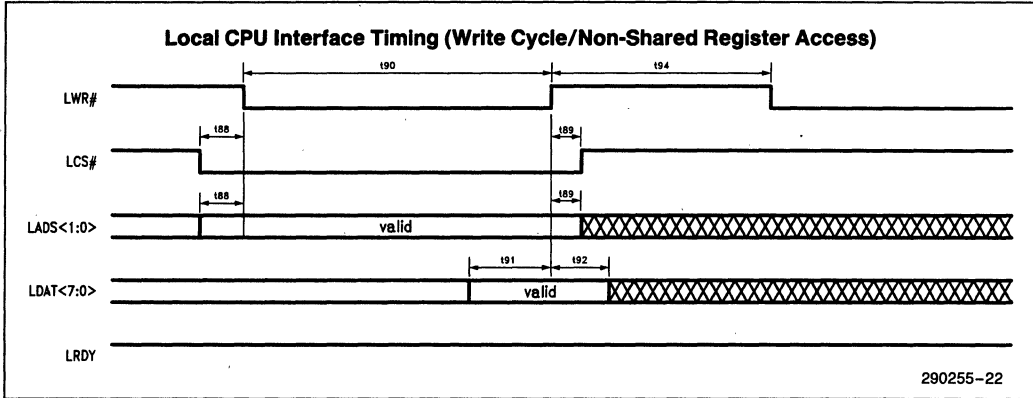 Local CPU Interface Timing (Write Cycle/Non-Shared Register Access)
t90 t94
LWR#
t88 t89
LCS#
t88 t89
LADS<1:0> valid
t91 t92
LDAT<7:0> valid
LRDY
290255-22